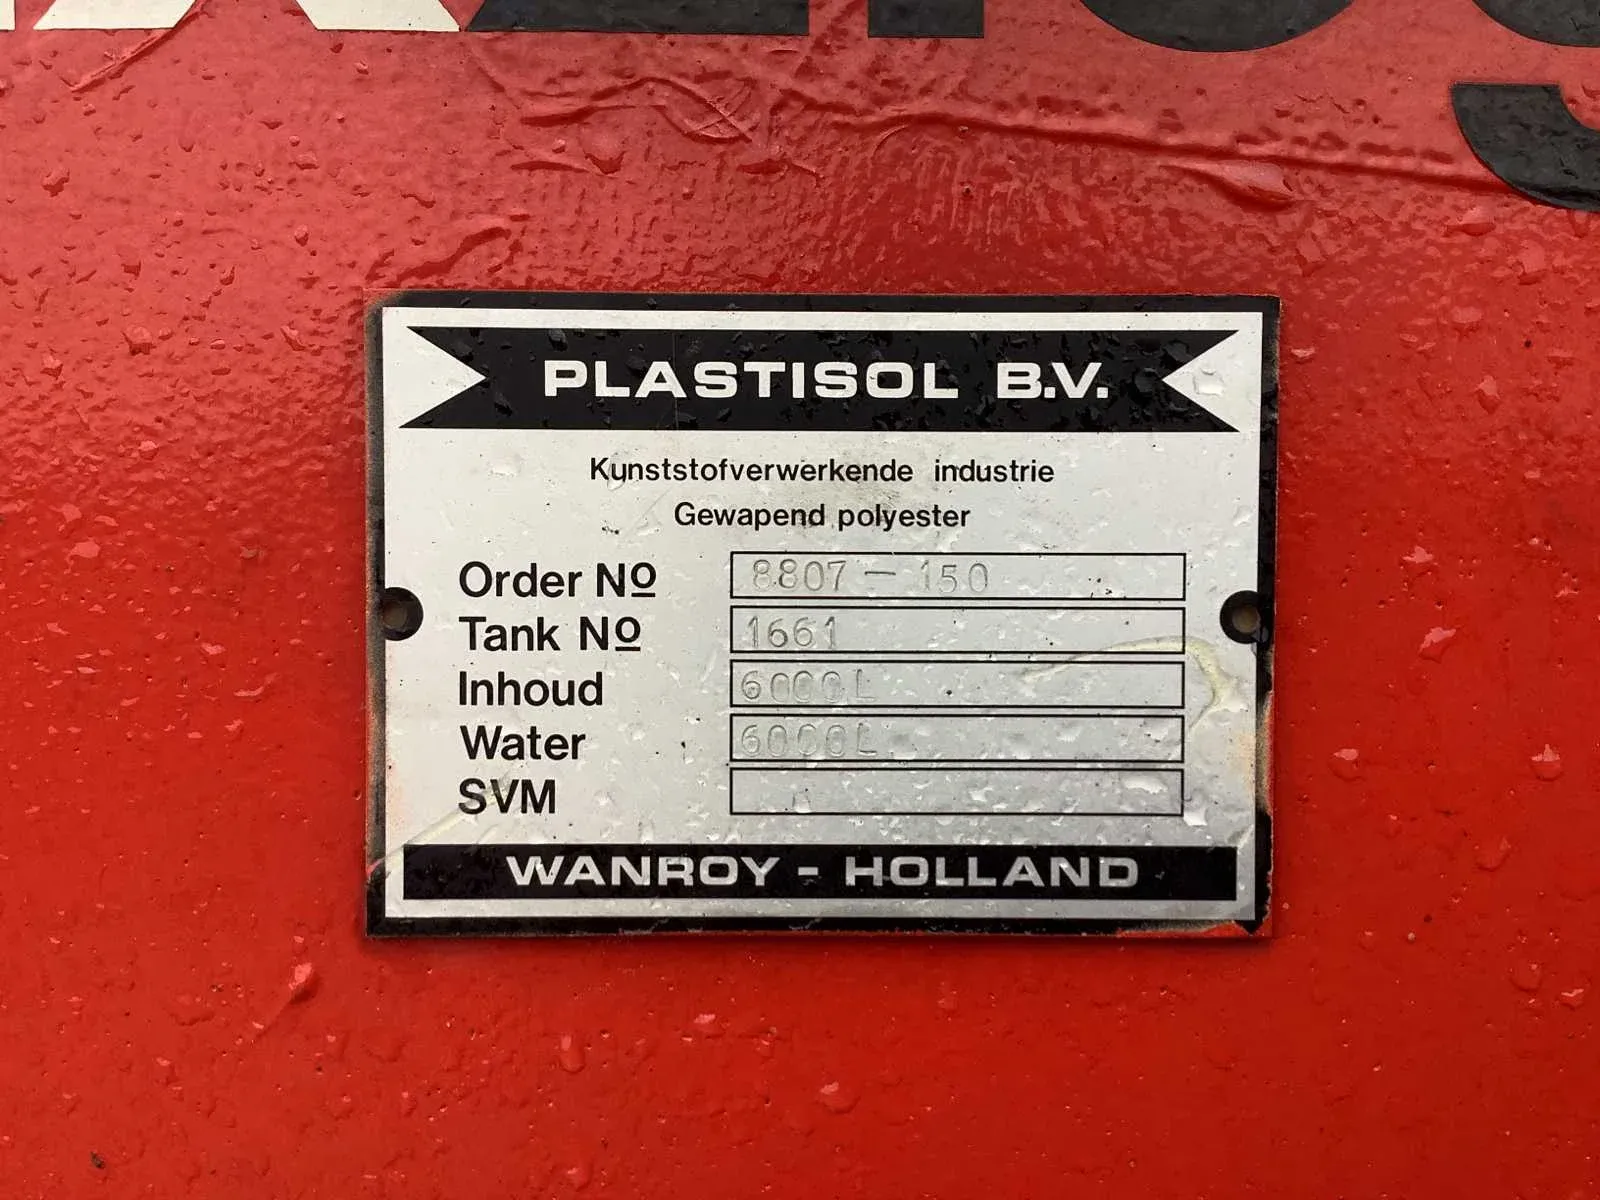 PLASTISOL B.V.
Kunststofverwerkende industrie
Gewapend polyester
Order Nº 8807 – 150
Tank Nº 1661
Inhoud 6000L
Water 6000L
SVM
WANROY - HOLLAND